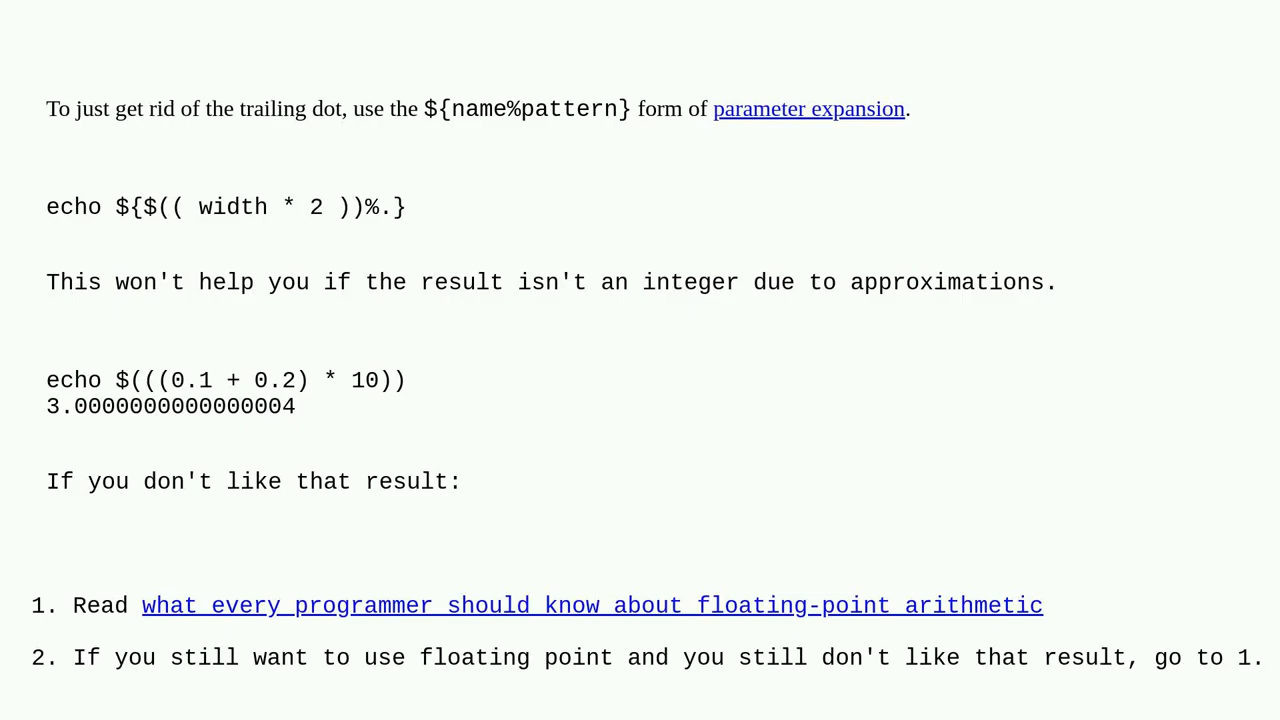 To just get rid of the trailing dot, use the ${name%pattern} form of parameter expansion.
echo ${$(( width * 2 ))%.}
This won't help you if the result isn't an integer due to approximations.
echo $(((0.1 + 0.2) * 10))
3.0000000000000004
If you don't like that result:
1. Read what every programmer should know about floating-point arithmetic
2. If you still want to use floating point and you still don't like that result, go to 1.